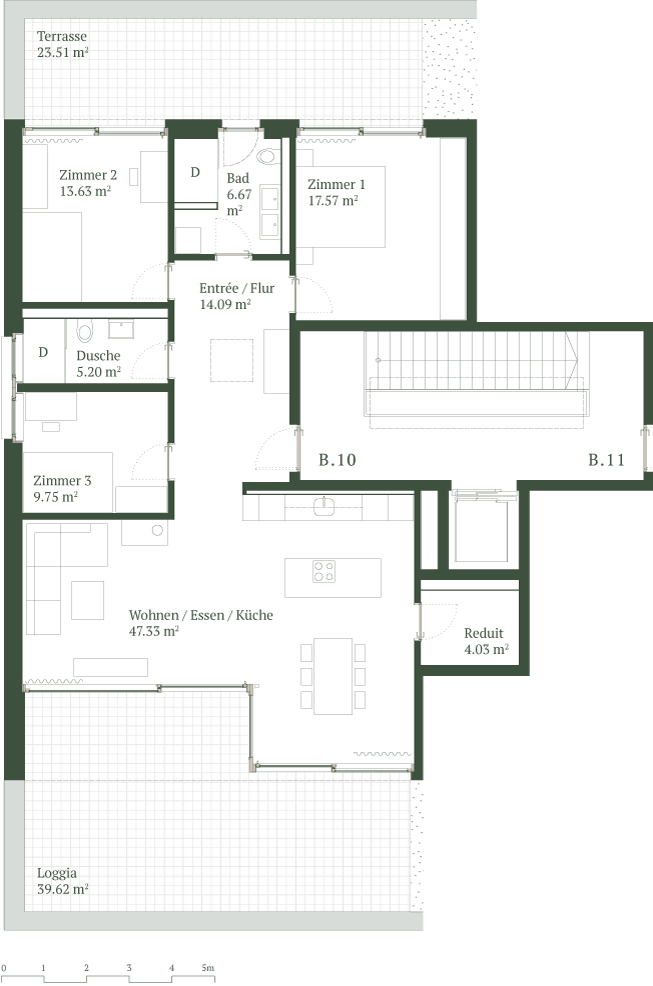 Terrasse
23.51 m²
Zimmer 2
13.63 m²
D
Bad
6.67
m²
Zimmer 1
17.57 m²
Entrée / Flur
14.09 m²
D
Dusche
5.20 m²
B.10
B.11
Zimmer 3
9.75 m²
Wohnen / Essen / Küche
47.33 m²
Reduit
4.03 m²
Loggia
39.62 m²
0 1 2 3 4 5m